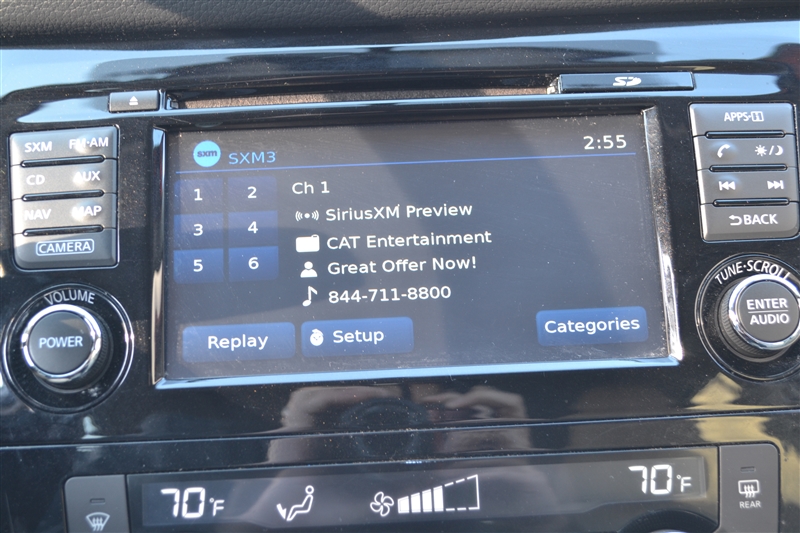 SD
APPS·i
SXM FM·AM
CD AUX
NAV MAP
CAMERA
sxm SXM3 2:55
1 2
3 4
5 6
Ch 1
SiriusXM Preview
CAT Entertainment
Great Offer Now!
844-711-8800
Replay
Setup
Categories
BACK
VOLUME
POWER
TUNE·SCROLL
ENTER
AUDIO
70°F
70°F
REAR